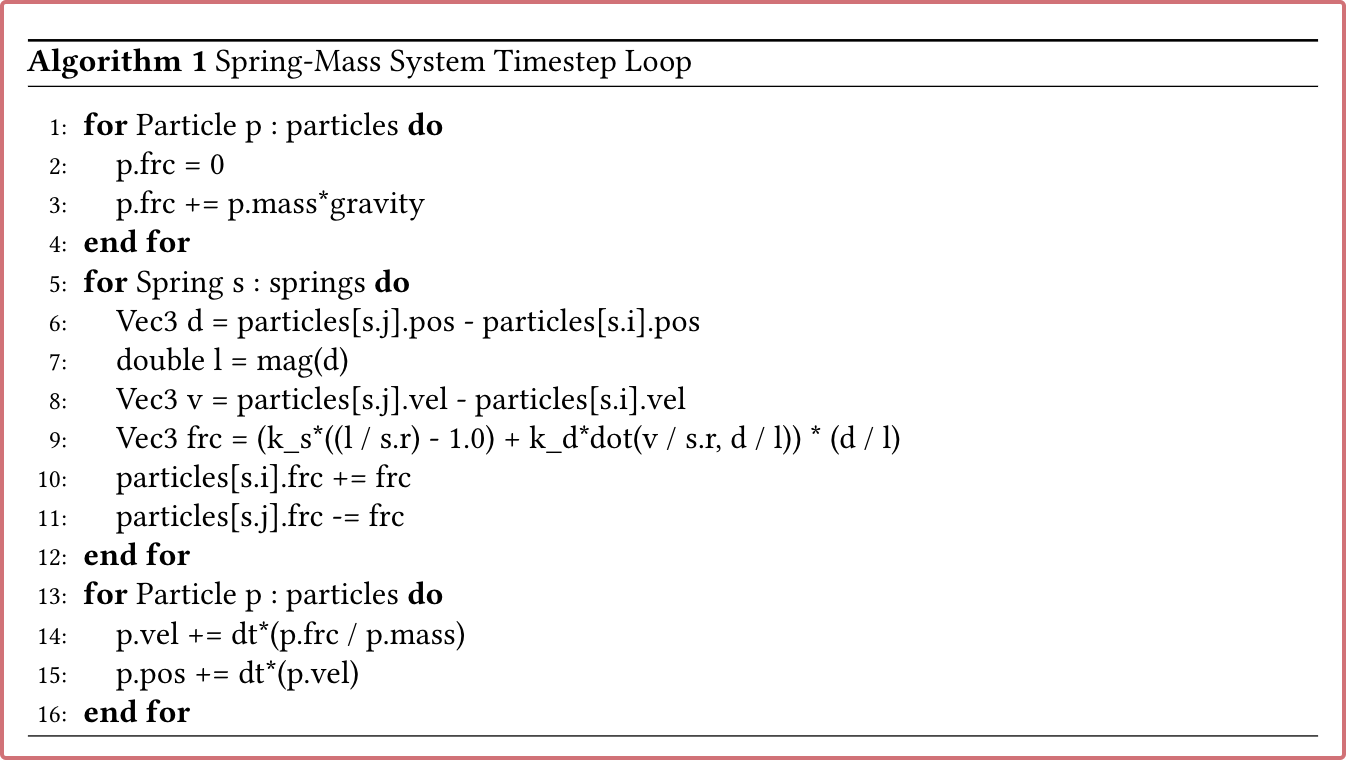 Algorithm 1 Spring-Mass System Timestep Loop
1: for Particle p : particles do
2: p.frc = 0
3: p.frc += p.mass*gravity
4: end for
5: for Spring s : springs do
6: Vec3 d = particles[s.j].pos - particles[s.i].pos
7: double l = mag(d)
8: Vec3 v = particles[s.j].vel - particles[s.i].vel
9: Vec3 frc = (k_s*((l / s.r) - 1.0) + k_d*dot(v / s.r, d / l)) * (d / l)
10: particles[s.i].frc += frc
11: particles[s.j].frc -= frc
12: end for
13: for Particle p : particles do
14: p.vel += dt*(p.frc / p.mass)
15: p.pos += dt*(p.vel)
16: end for